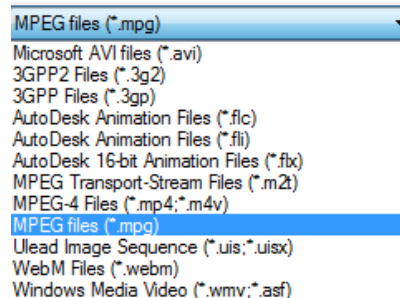 MPEG files (*.mpg)
Microsoft AVI files (*.avi)
3GPP2 Files (*.3g2)
3GPP Files (*.3gp)
AutoDesk Animation Files (*.flc)
AutoDesk Animation Files (*.fli)
AutoDesk 16-bit Animation Files (*.flx)
MPEG Transport-Stream Files (*.m2t)
MPEG-4 Files (*.mp4;*.m4v)
MPEG files (*.mpg)
Ulead Image Sequence (*.uis;*.uisx)
WebM Files (*.webm)
Windows Media Video (*.wmv;*.asf)